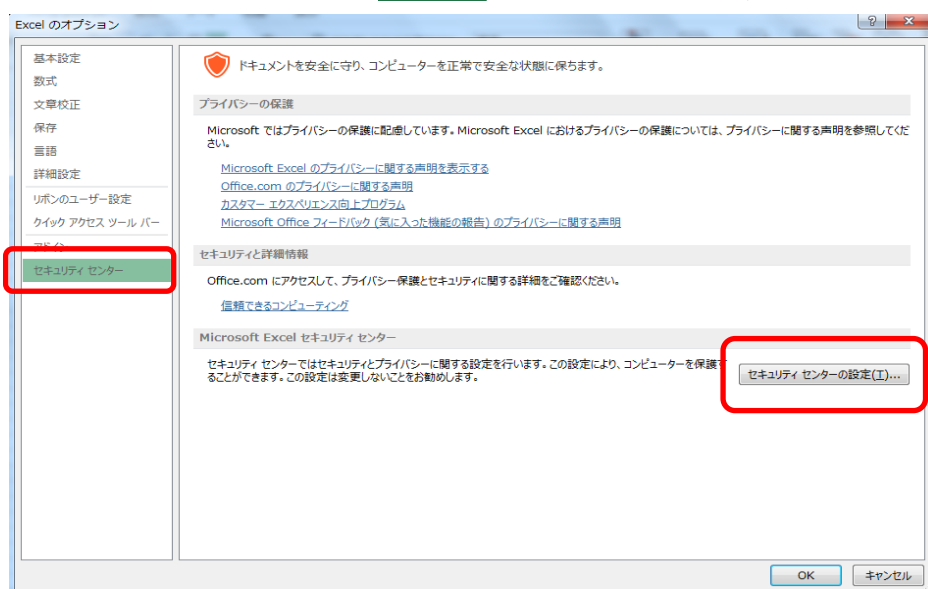 Excel のオプション
?
基本設定
数式
文章校正
保存
言語
詳細設定
リボンのユーザー設定
クイック アクセス ツール バー
アドイン
セキュリティ センター
ドキュメントを安全に守り、コンピューターを正常で安全な状態に保ちます。
プライバシーの保護
Microsoft ではプライバシーの保護に配慮しています。Microsoft Excel におけるプライバシーの保護については、プライバシーに関する声明を参照してくだ
さい。
Microsoft Excel のプライバシーに関する声明を表示する
Office.com のプライバシーに関する声明
カスタマー エクスペリエンス向上プログラム
Microsoft Office フィードバック (気に入った機能の報告) のプライバシーに関する声明
セキュリティと詳細情報
Office.com にアクセスして、プライバシー保護とセキュリティに関する詳細をご確認ください。
信頼できるコンピューティング
Microsoft Excel セキュリティ センター
セキュリティ センターではセキュリティとプライバシーに関する設定を行います。この設定により、コンピューターを保護す
ることができます。この設定は変更しないことをお勧めします。
セキュリティ センターの設定(T)...
OK
キャンセル